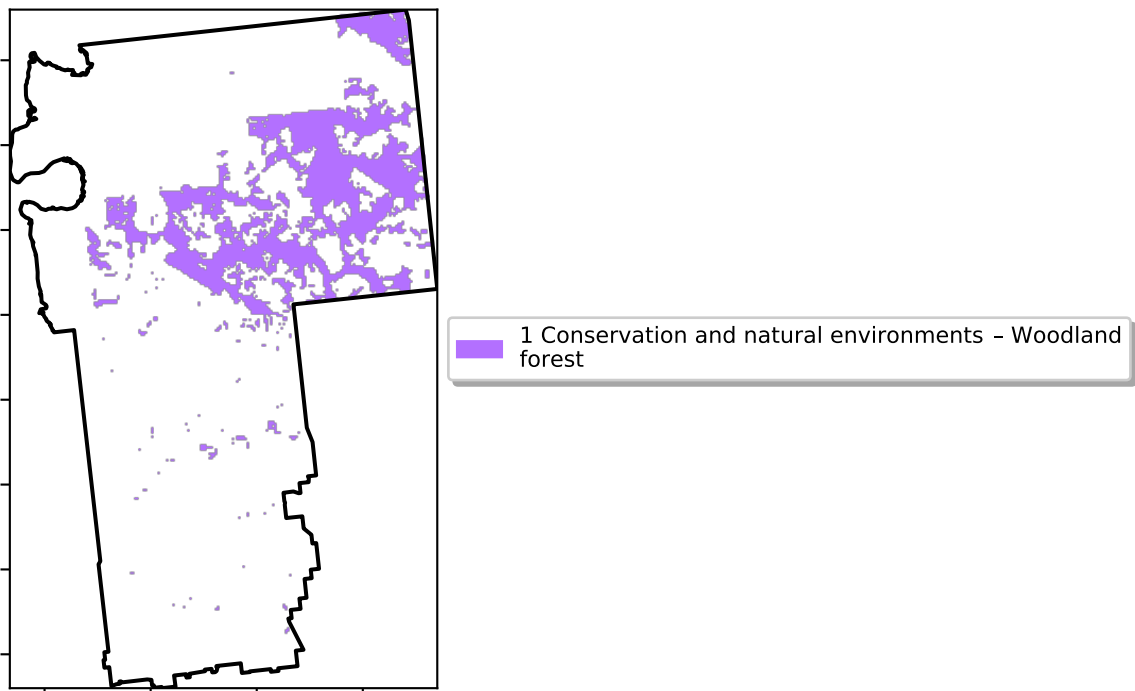 1 Conservation and natural environments – Woodland
forest